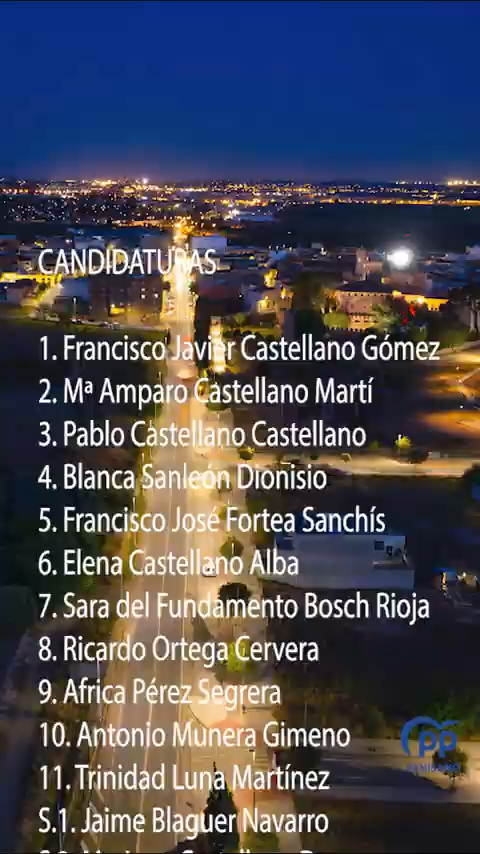 CANDIDATURAS
1. Francisco Javier Castellano Gómez
2. Mª Amparo Castellano Martí
3. Pablo Castellano Castellano
4. Blanca Sanleón Dionisio
5. Francisco José Fortea Sanchís
6. Elena Castellano Alba
7. Sara del Fundamento Bosch Rioja
8. Ricardo Ortega Cervera
9. Africa Pérez Segrera
10. Antonio Munera Gimeno
pp
11. Trinidad Luna Martínez
S.1. Jaime Blaguer Navarro